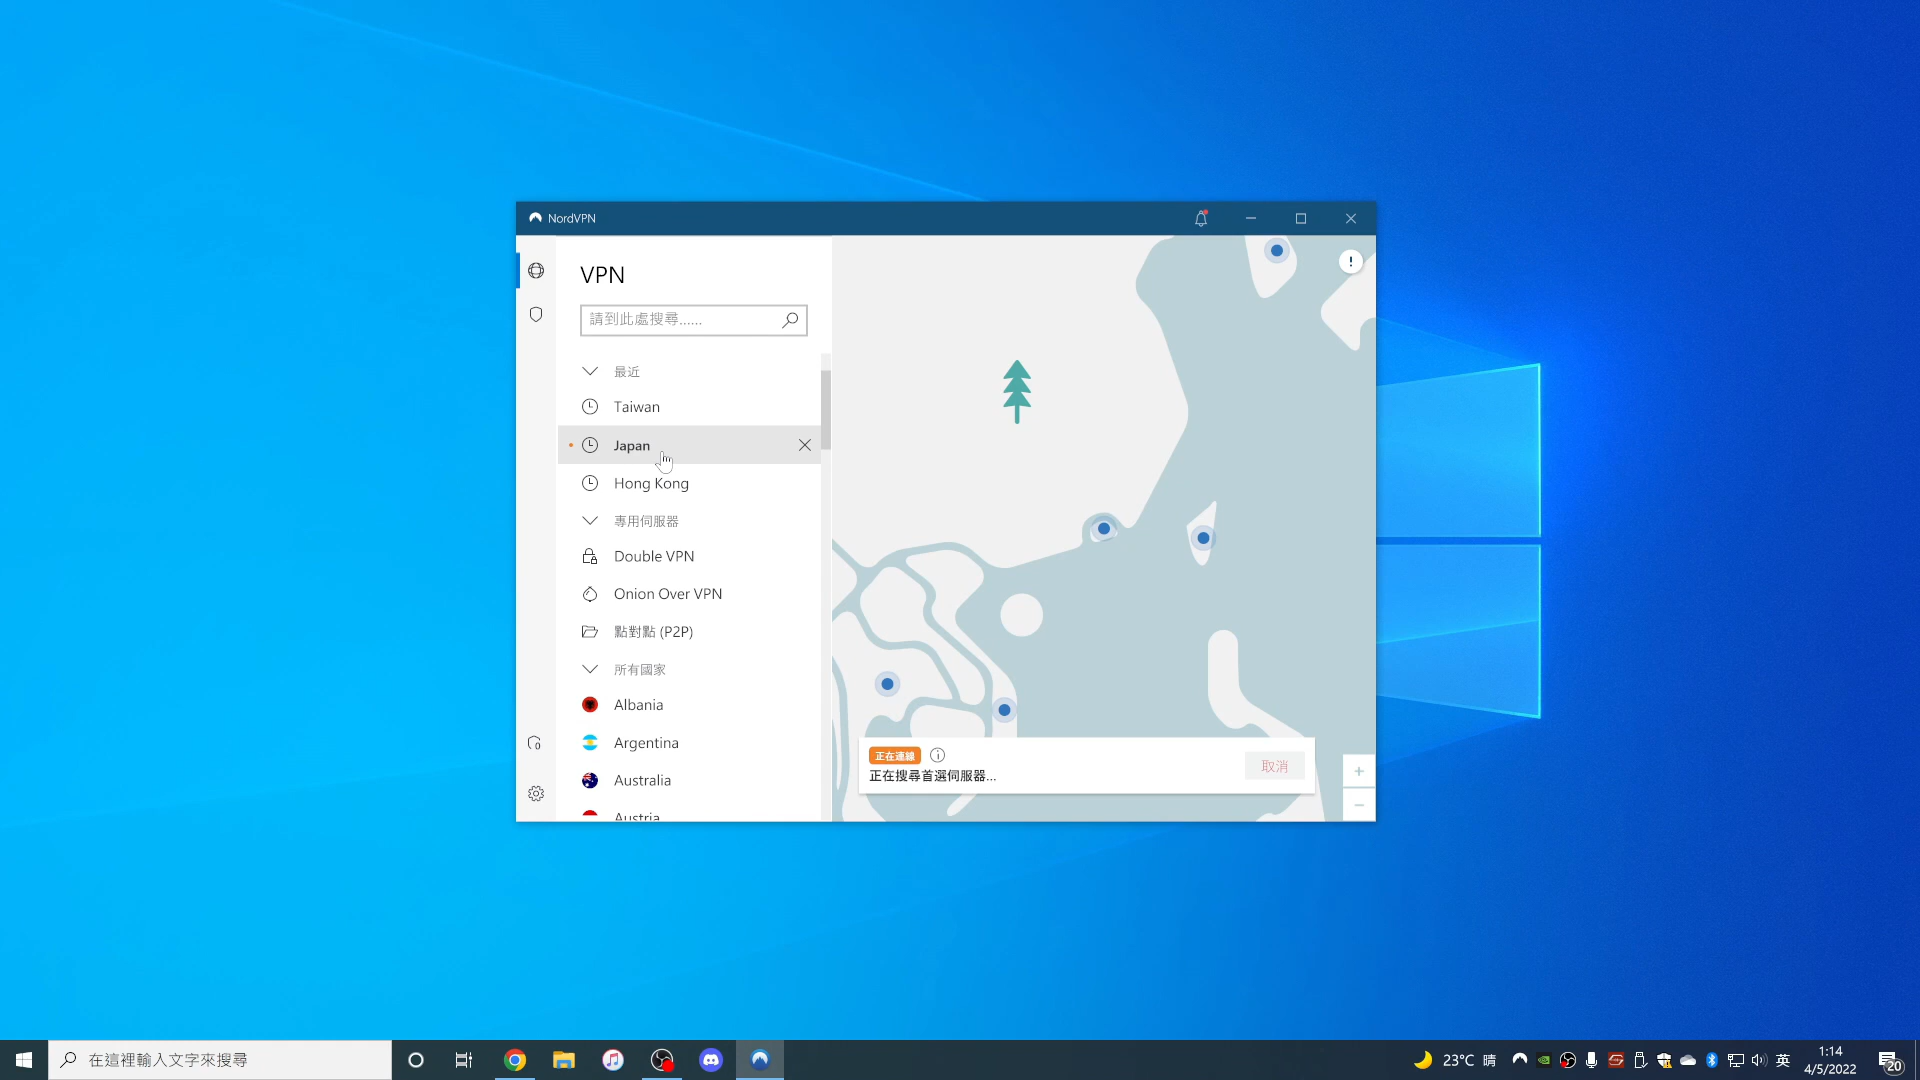 NordVPN
VPN
請到此處搜尋......
最近
Taiwan
Japan
Hong Kong
專用伺服器
Double VPN
Onion Over VPN
點對點 (P2P)
所有國家
Albania
Argentina
Australia
Austria
正在連線
正在搜尋首選伺服器...
取消
在這裡輸入文字來搜尋
23°C 晴
英
1:14
4/5/2022
20